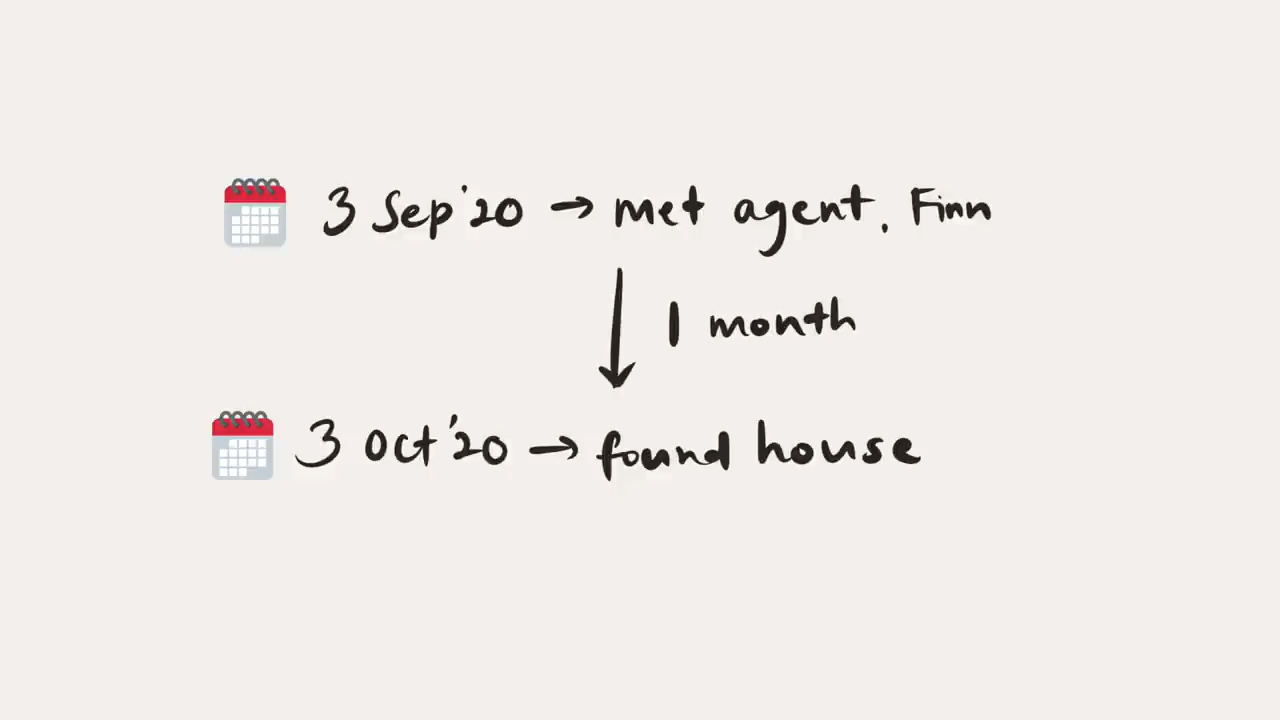 3 Sep '20 → met agent, Finn
1 month
3 Oct '20 → found house